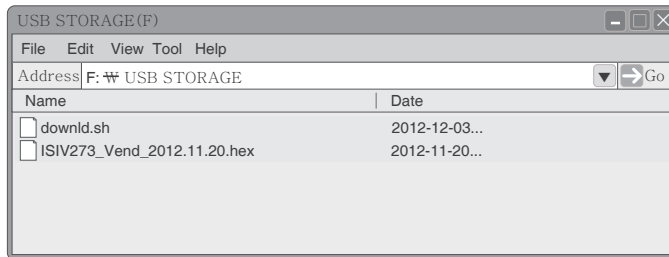 USB STORAGE(F)
File Edit View Tool Help
Address F: ₩ USB STORAGE Go
Name Date
downld.sh 2012-12-03...
ISIV273_Vend_2012.11.20.hex 2012-11-20...